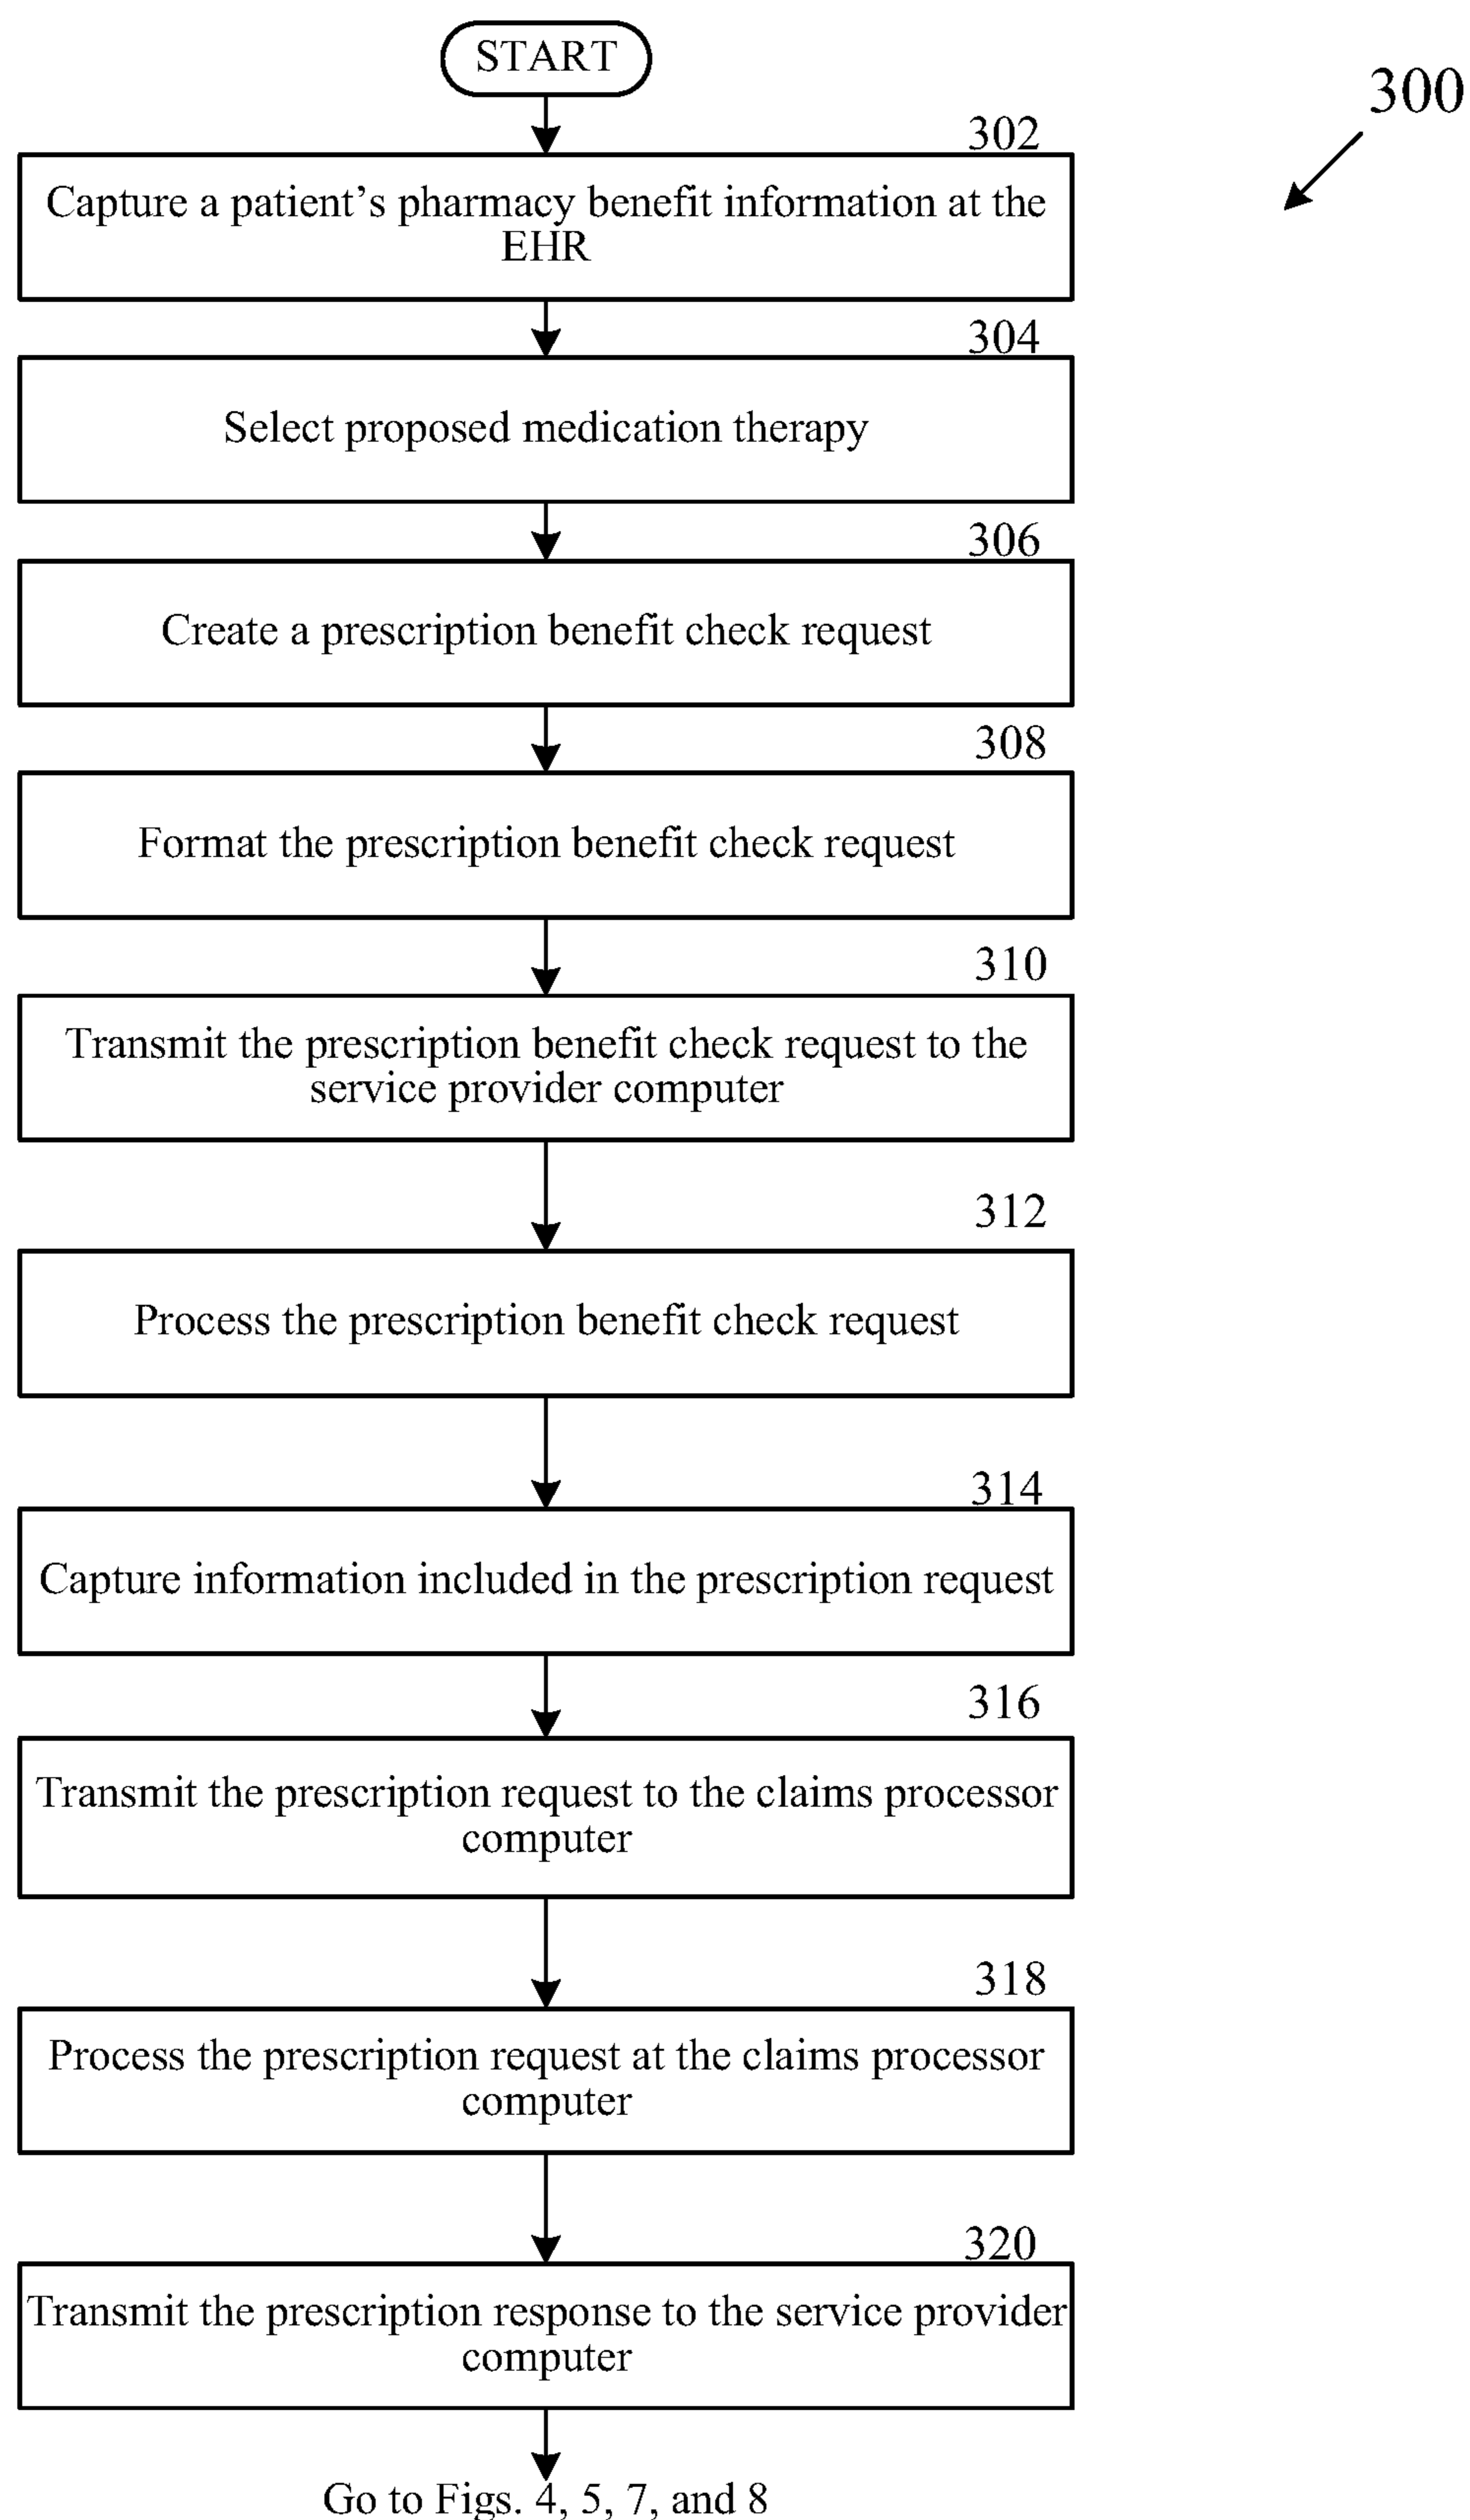 START
300
302
Capture a patient’s pharmacy benefit information at the
EHR
304
Select proposed medication therapy
306
Create a prescription benefit check request
308
Format the prescription benefit check request
310
Transmit the prescription benefit check request to the
service provider computer
312
Process the prescription benefit check request
314
Capture information included in the prescription request
316
Transmit the prescription request to the claims processor
computer
318
Process the prescription request at the claims processor
computer
320
Transmit the prescription response to the service provider
computer
Go to Figs. 4, 5, 7, and 8